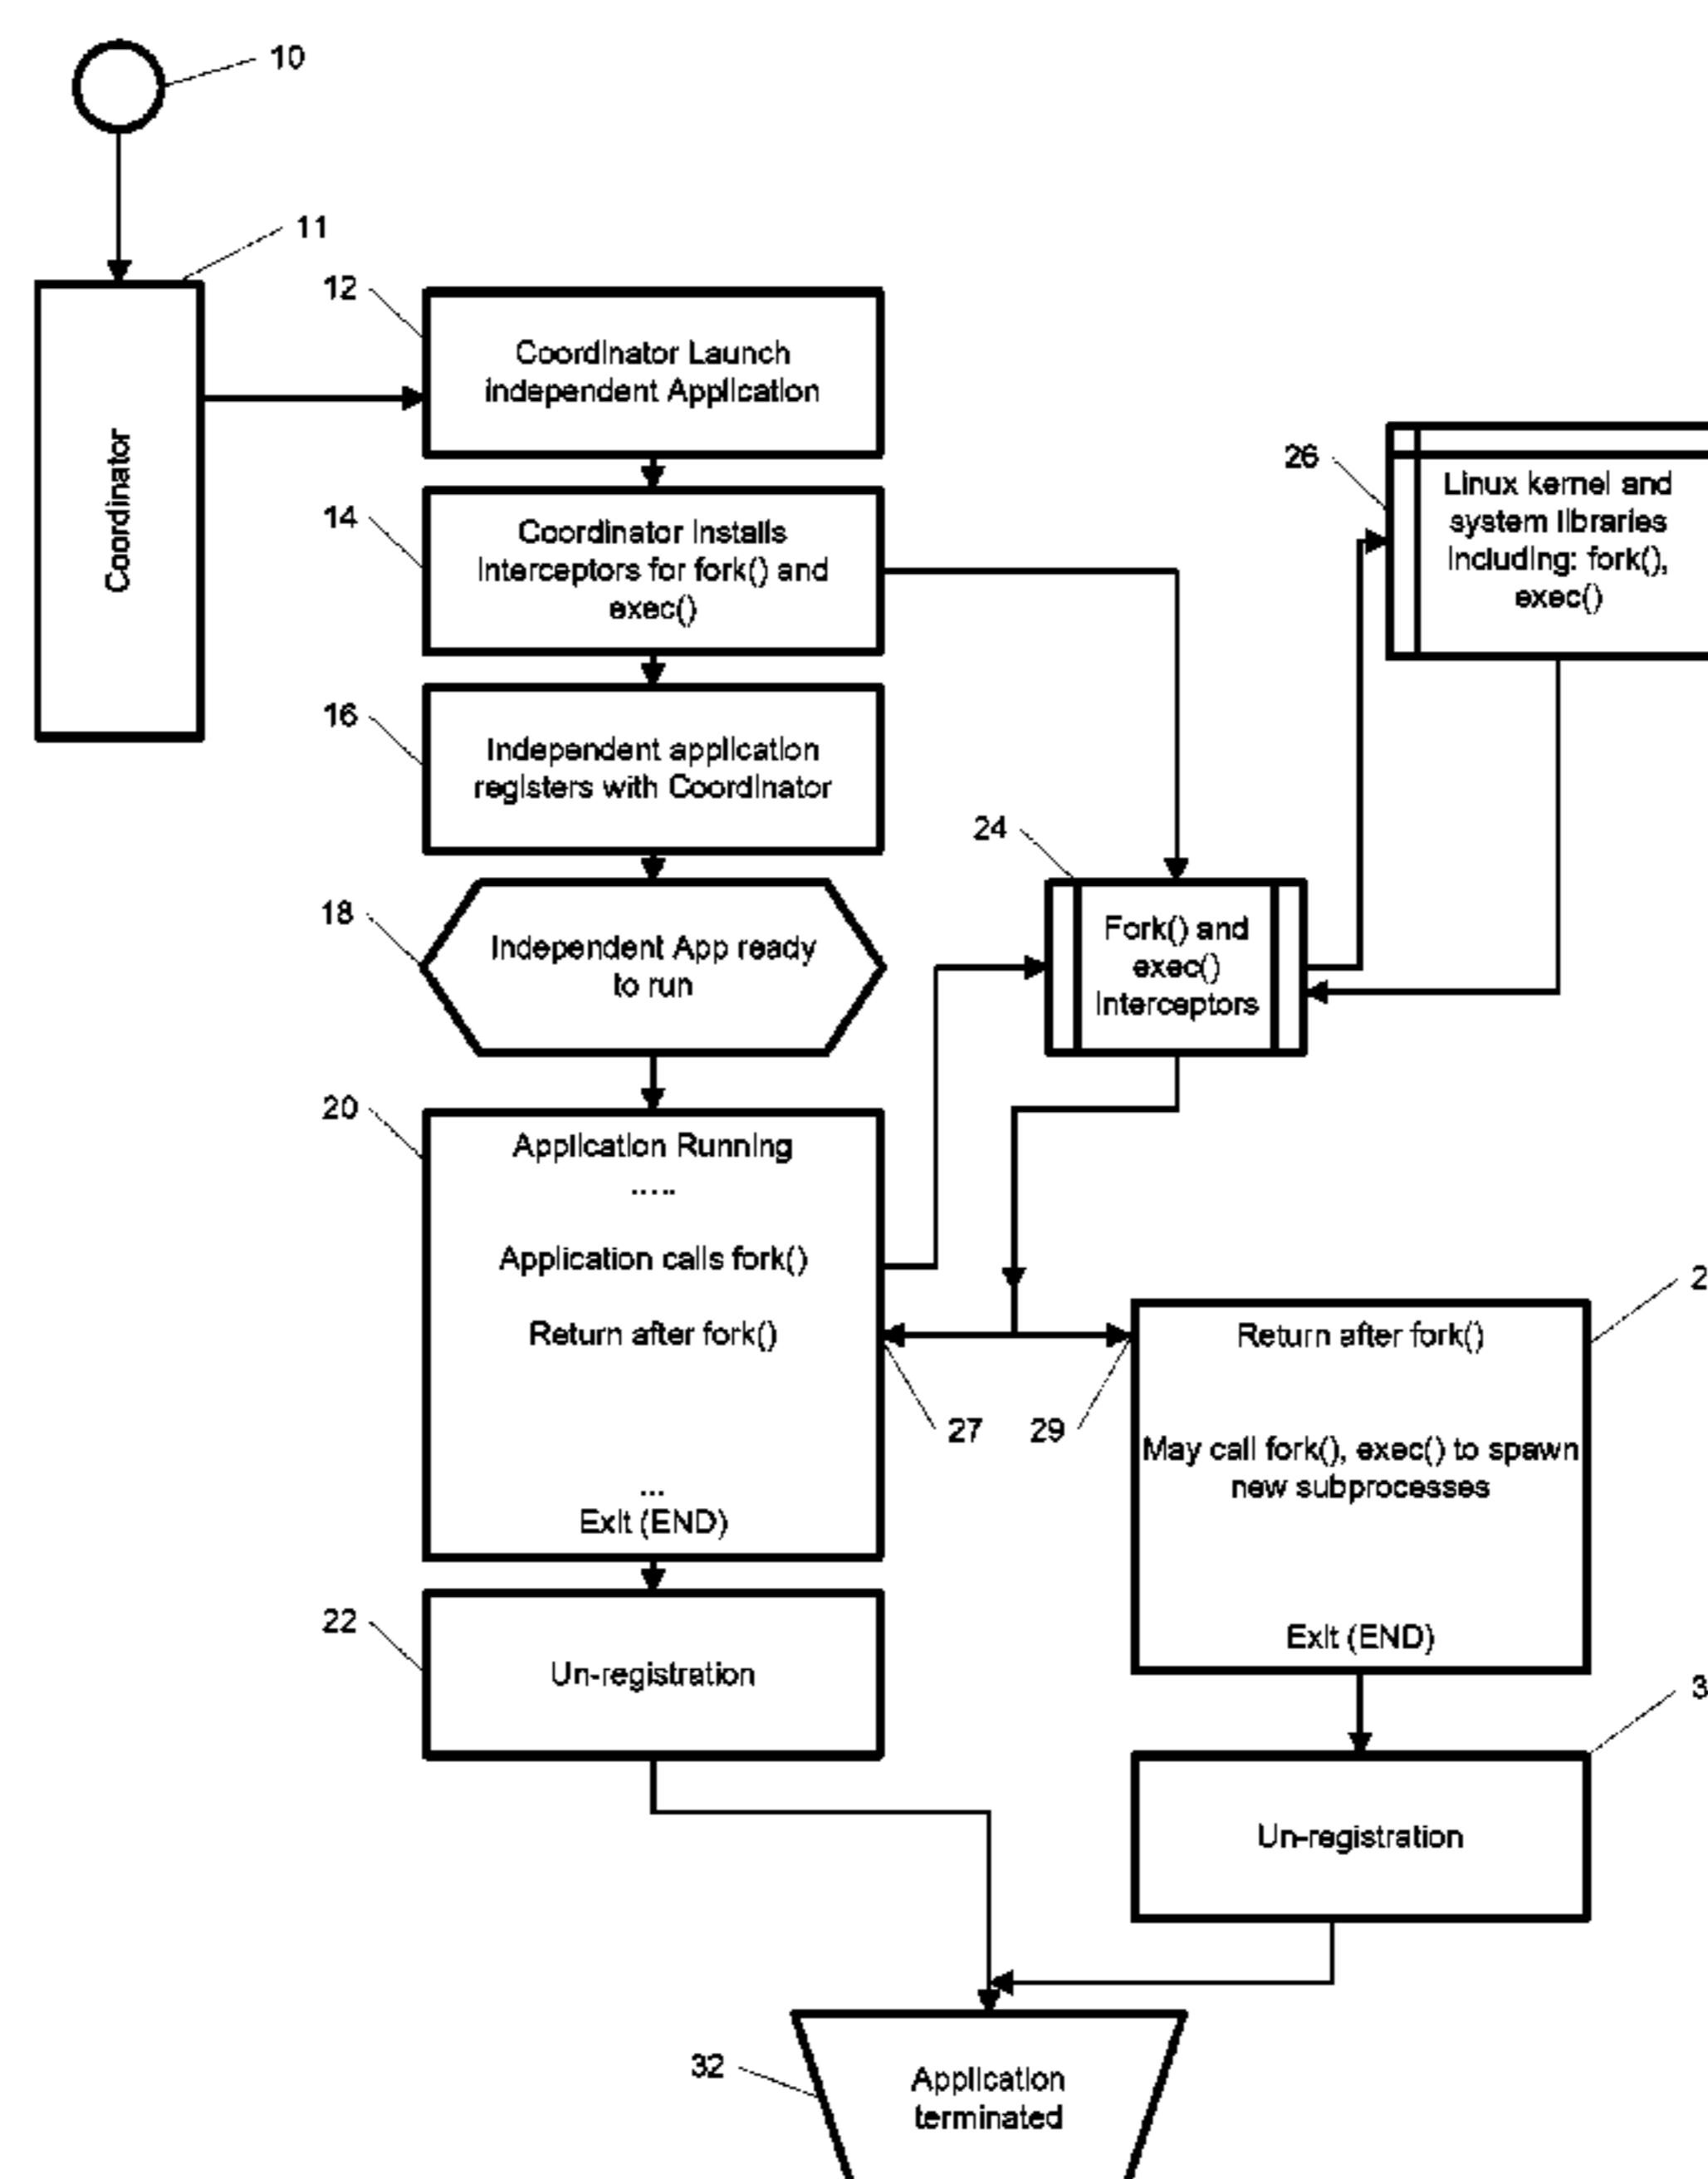 10
11
Coordinator
12
Coordinator Launch
independent Application
14
Coordinator Installs
Interceptors for fork() and
exec()
16
Independent application
registers with Coordinator
18
Independent App ready
to run
20
Application Running
.....
Application calls fork()
Return after fork()
...
Exit (END)
22
Un-registration
24
Fork() and
exec()
Interceptors
26
Linux kernel and
system libraries
Including: fork(),
exec()
27
29
Return after fork()
May call fork(), exec() to spawn
new subprocesses
Exit (END)
Un-registration
32
Application
terminated